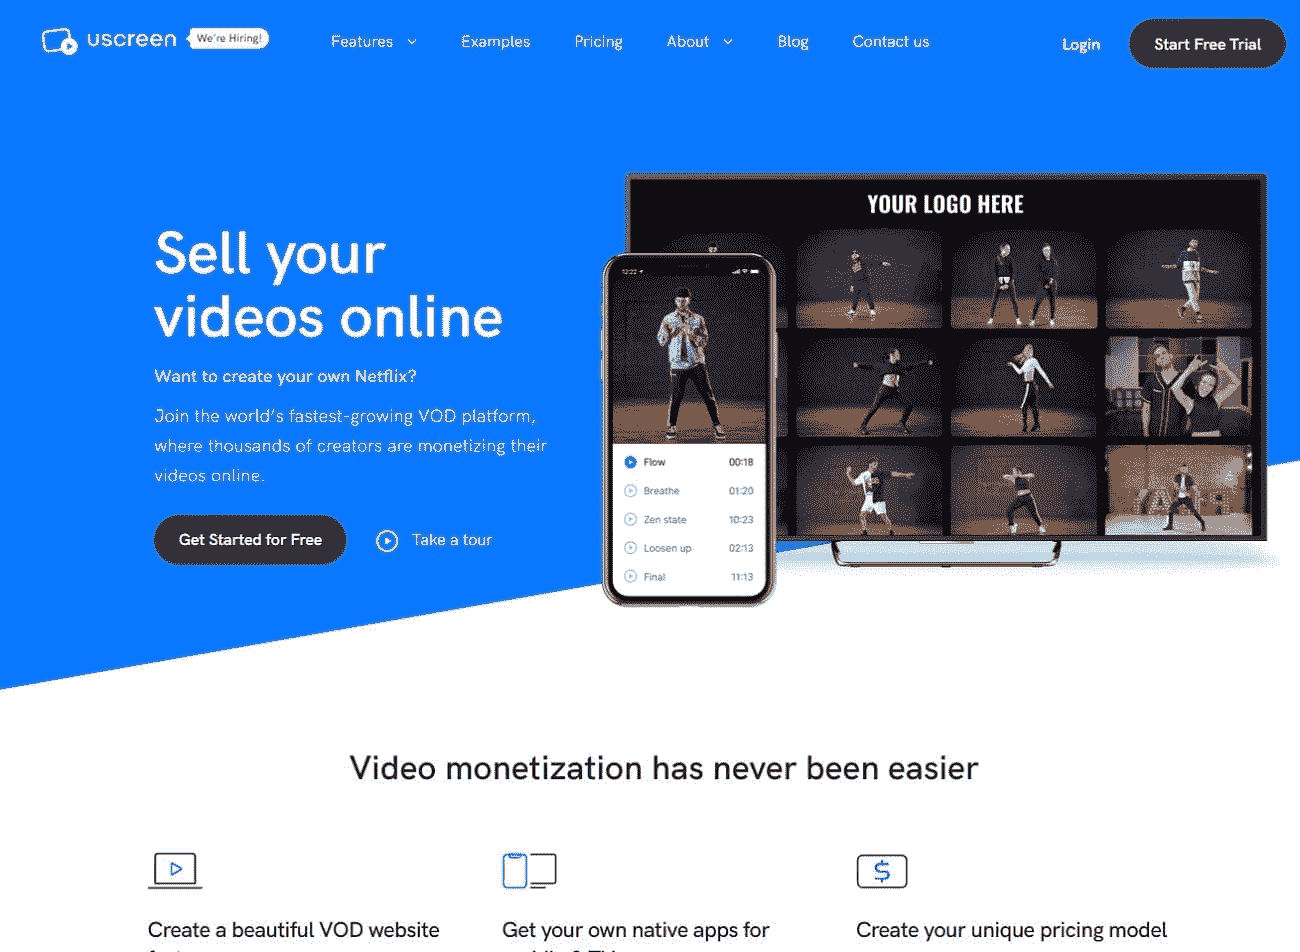 uscreen
We're Hiring!
Features
Examples
Pricing
About
Blog
Contact us
Login
Start Free Trial
YOUR LOGO HERE
Sell your
videos online
Want to create your own Netflix?
Join the world's fastest-growing VOD platform,
where thousands of creators are monetizing their
videos online.
Get Started for Free
Take a tour
12:22
Flow 00:18
Breathe 01:20
Zen state 10:23
Loosen up 02:13
Final 11:13
Video monetization has never been easier
Create a beautiful VOD website
Get your own native apps for
Create your unique pricing model